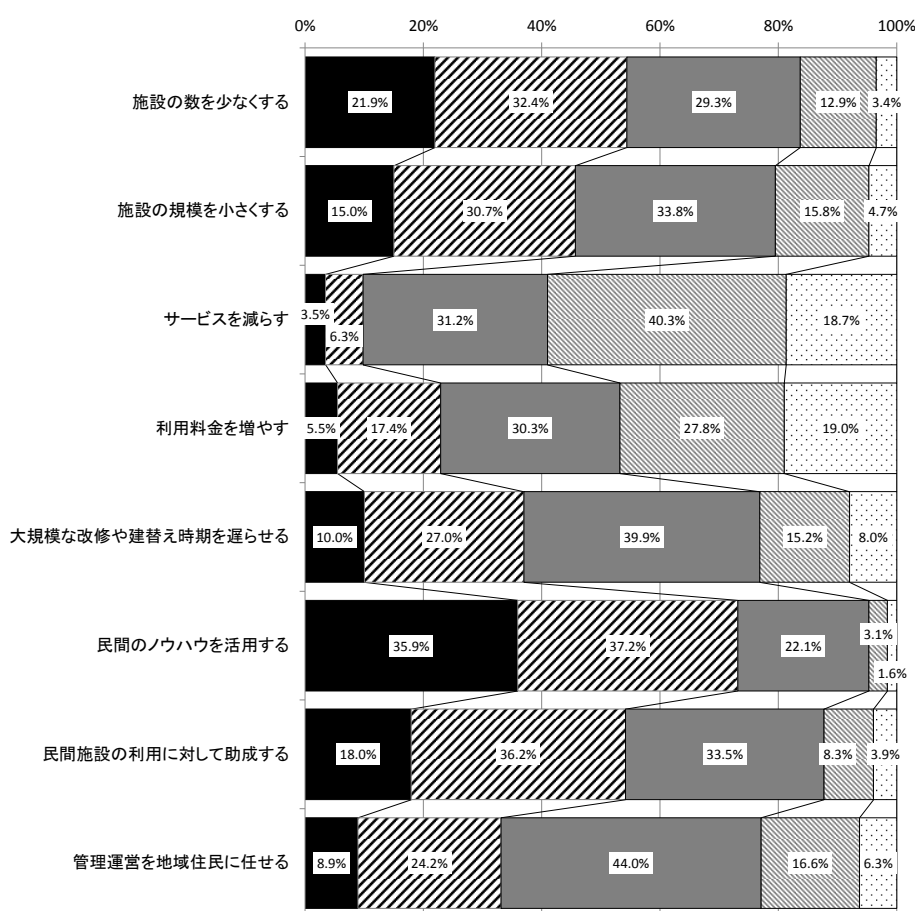 0% 20% 40% 60% 80% 100%
施設の数を少なくする 21.9% 32.4% 29.3% 12.9% 3.4%
施設の規模を小さくする 15.0% 30.7% 33.8% 15.8% 4.7%
サービスを減らす 3.5% 6.3% 31.2% 40.3% 18.7%
利用料金を増やす 5.5% 17.4% 30.3% 27.8% 19.0%
大規模な改修や建替え時期を遅らせる 10.0% 27.0% 39.9% 15.2% 8.0%
民間のノウハウを活用する 35.9% 37.2% 22.1% 3.1% 1.6%
民間施設の利用に対して助成する 18.0% 36.2% 33.5% 8.3% 3.9%
管理運営を地域住民に任せる 8.9% 24.2% 44.0% 16.6% 6.3%